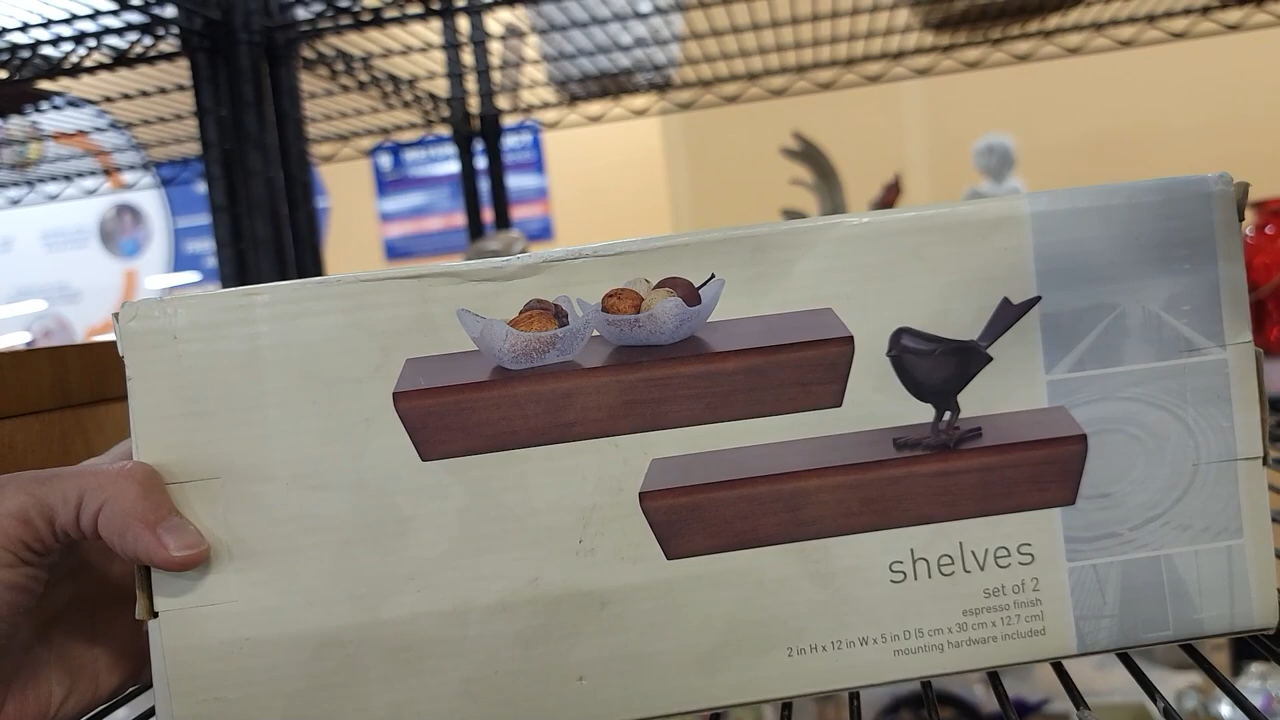 shelves
set of 2
espresso finish
2 in H x 12 in W x 5 in D [5 cm x 30 cm x 12.7 cm]
mounting hardware included